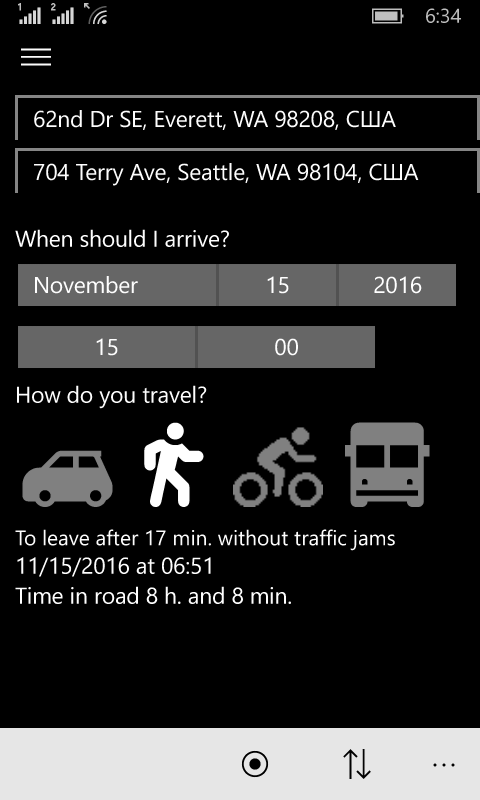 1 2 6:34
62nd Dr SE, Everett, WA 98208, США
704 Terry Ave, Seattle, WA 98104, США
When should I arrive?
November 15 2016
15 00
How do you travel?
To leave after 17 min. without traffic jams
11/15/2016 at 06:51
Time in road 8 h. and 8 min.